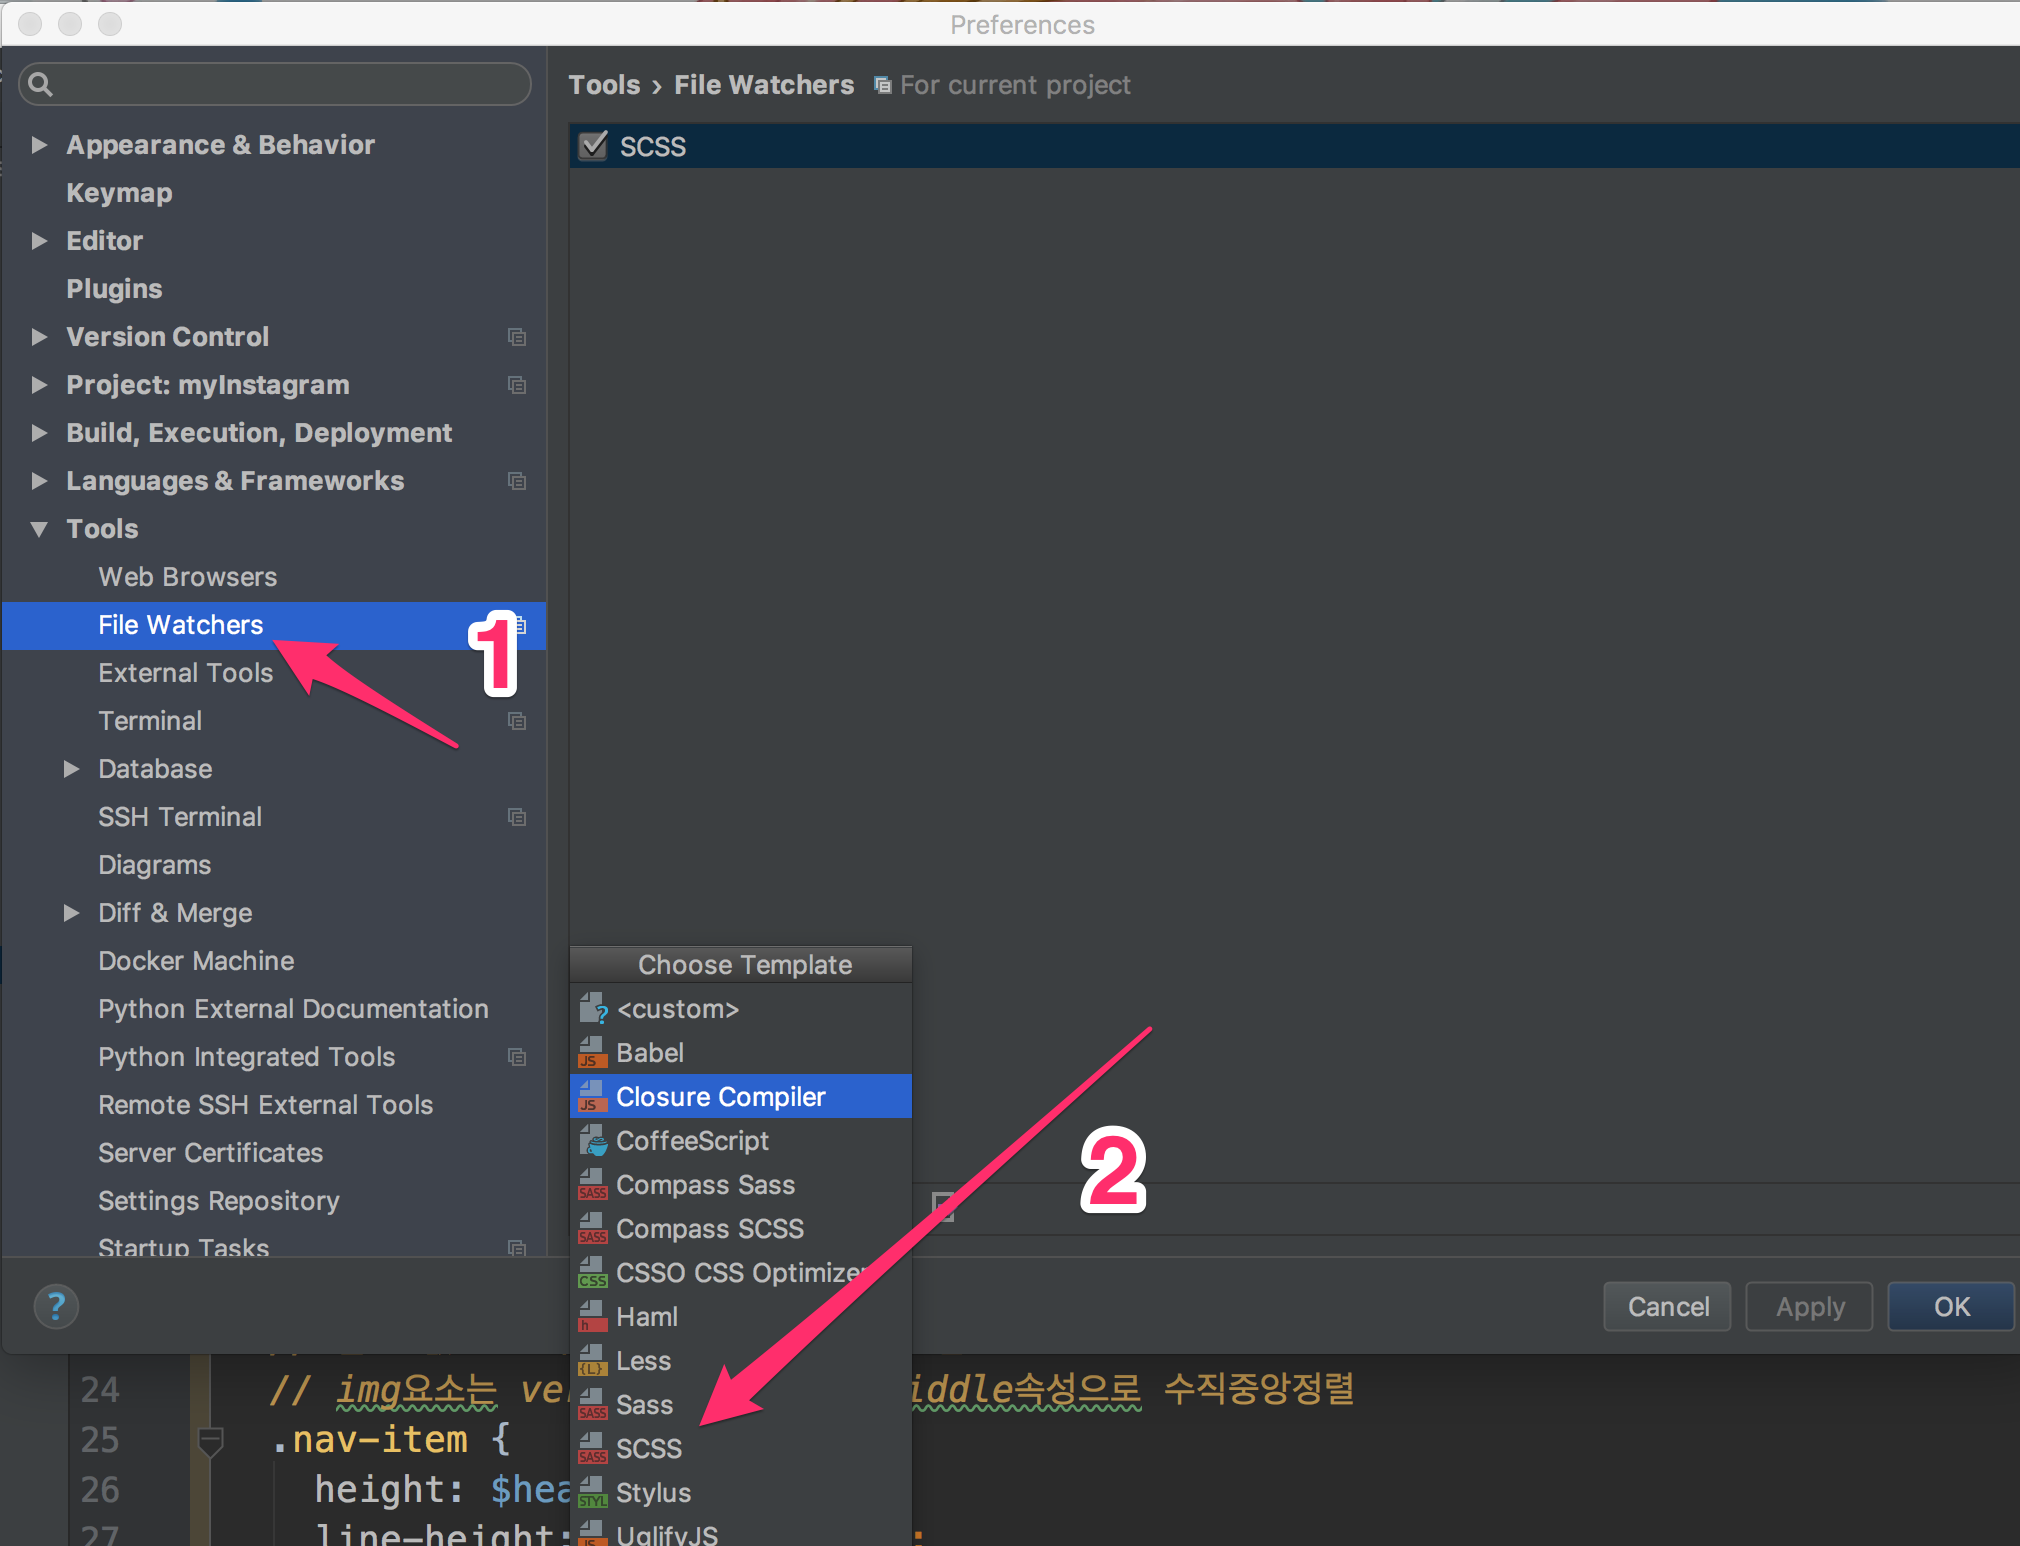 Preferences
Tools › File Watchers For current project
SCSS
Appearance & Behavior
Keymap
Editor
Plugins
Version Control
Project: myInstagram
Build, Execution, Deployment
Languages & Frameworks
Tools
Web Browsers
File Watchers
1
External Tools
Terminal
Database
SSH Terminal
Diagrams
Diff & Merge
Docker Machine
Python External Documentation
Python Integrated Tools
Remote SSH External Tools
Server Certificates
Settings Repository
Startup Tasks
Choose Template
<custom>
Babel
Closure Compiler
CoffeeScript
Compass Sass
Compass SCSS
CSSO CSS Optimizer
Haml
Less
Sass
SCSS
Stylus
UglifyJS
2
?
Cancel
Apply
OK
24 // img요소는 ver iddle속성으로 수직중앙정렬
25 .nav-item {
26 height: $hea
27 line-height: ;